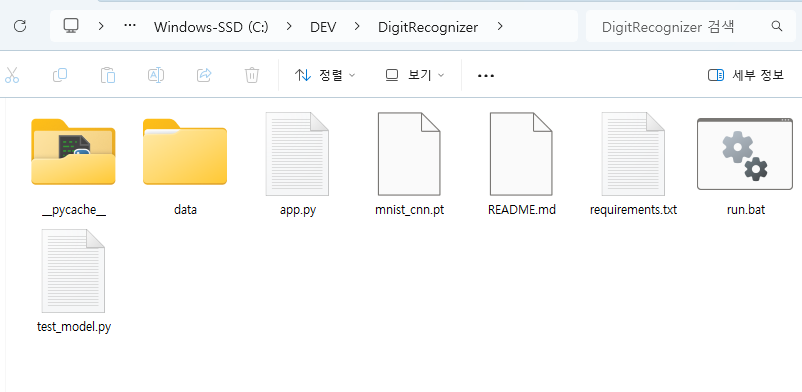 Windows-SSD (C:) DEV DigitRecognizer DigitRecognizer 검색
정렬 보기 세부 정보
__pycache__ data app.py mnist_cnn.pt README.md requirements.txt run.bat
test_model.py